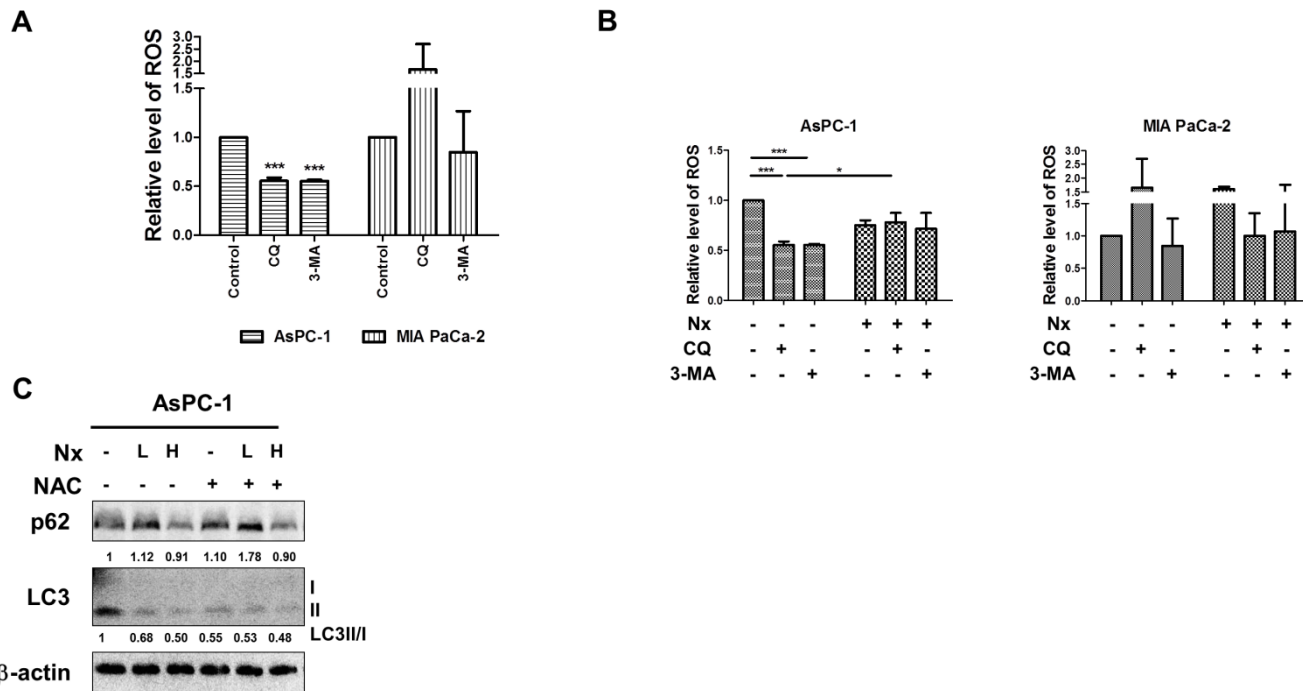 A
Relative level of ROS
3.0
2.5
2.0
1.5
1.5
1.0
0.5
0.0
*** ***
Control CQ 3-MA Control CQ 3-MA
AsPC-1 MIA PaCa-2
B
AsPC-1
Relative level of ROS
1.5
1.0
0.5
0.0
***
*** *
Nx - - - + + +
CQ - + - - + -
3-MA - - + - - +
MIA PaCa-2
Relative level of ROS
3.0
2.5
2.0
1.5
1.5
1.0
0.5
0.0
Nx - - - + + +
CQ - + - - + -
3-MA - - + - - +
C
AsPC-1
Nx - L H - L H
NAC - - - + + +
p62
1 1.12 0.91 1.10 1.78 0.90
LC3 I
II
1 0.68 0.50 0.55 0.53 0.48 LC3II/I
β-actin